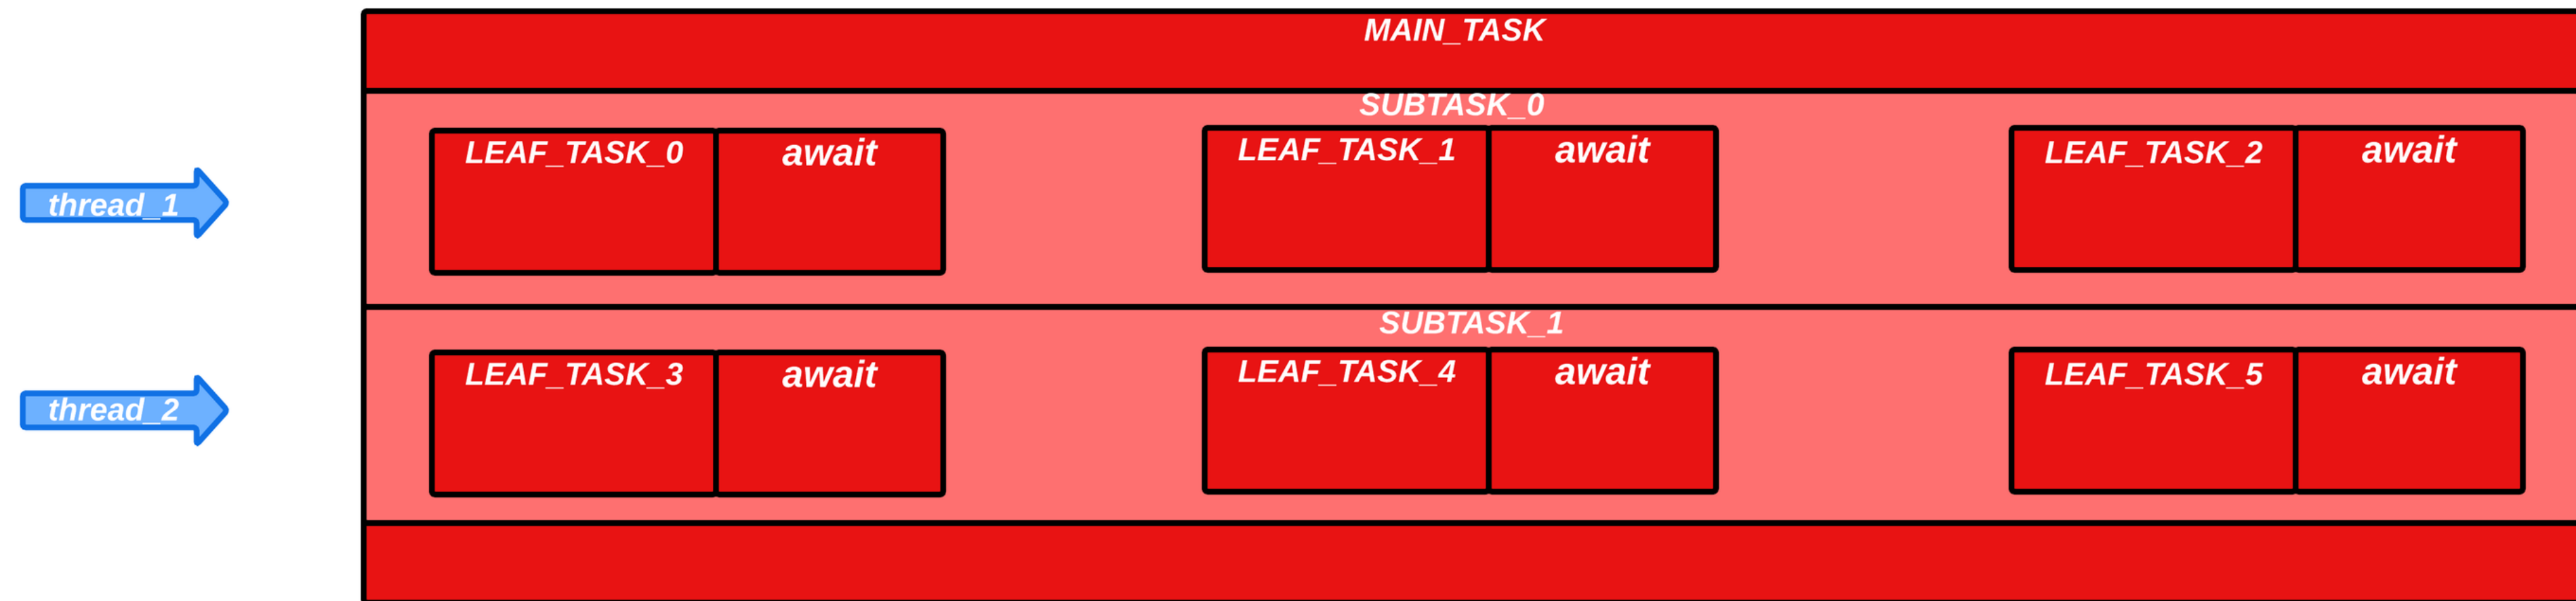 MAIN_TASK
SUBTASK_0
LEAF_TASK_0 await LEAF_TASK_1 await LEAF_TASK_2 await
thread_1
SUBTASK_1
LEAF_TASK_3 await LEAF_TASK_4 await LEAF_TASK_5 await
thread_2